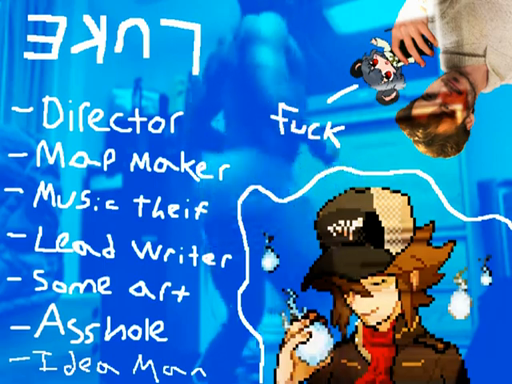 LUKE
- Director
- Map Maker
- Music theif
- Lead writer
- Some art
- Asshole
- Idea Man
Fuck